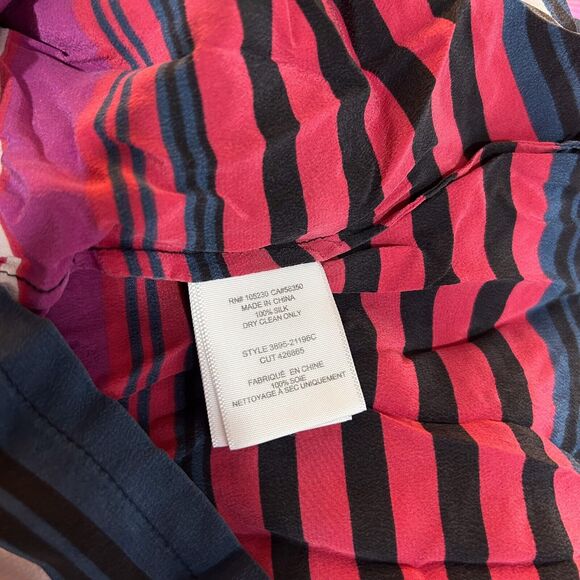 RN# 105230 CA#56350
MADE IN CHINA
100% SILK
DRY CLEAN ONLY
STYLE 3895-21196C
CUT 426865
FABRIQUÉ EN CHINE
100% SOIE
NETTOYAGE À SEC UNIQUEMENT